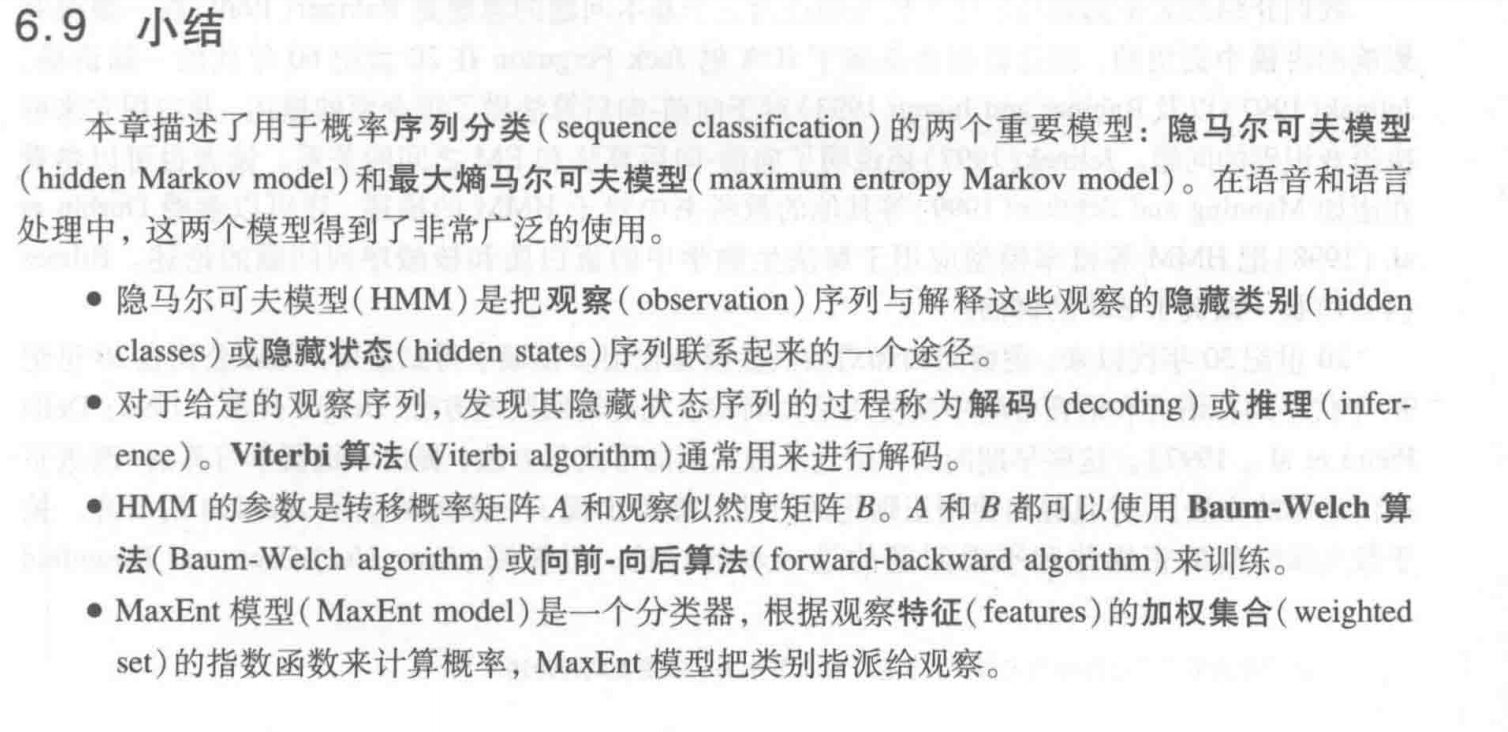 6.9 小结
本章描述了用于概率序列分类(sequence classification)的两个重要模型：隐马尔可夫模型
(hidden Markov model)和最大熵马尔可夫模型(maximum entropy Markov model)。在语音和语言
处理中，这两个模型得到了非常广泛的使用。
● 隐马尔可夫模型(HMM)是把观察(observation)序列与解释这些观察的隐藏类别(hidden
classes)或隐藏状态(hidden states)序列联系起来的一个途径。
● 对于给定的观察序列，发现其隐藏状态序列的过程称为解码(decoding)或推理(infer-
ence)。Viterbi 算法(Viterbi algorithm)通常用来进行解码。
● HMM 的参数是转移概率矩阵 A 和观察似然度矩阵 B。A 和 B 都可以使用 Baum-Welch 算
法(Baum-Welch algorithm)或向前-向后算法(forward-backward algorithm)来训练。
● MaxEnt 模型(MaxEnt model)是一个分类器，根据观察特征(features)的加权集合(weighted
set)的指数函数来计算概率，MaxEnt 模型把类别指派给观察。